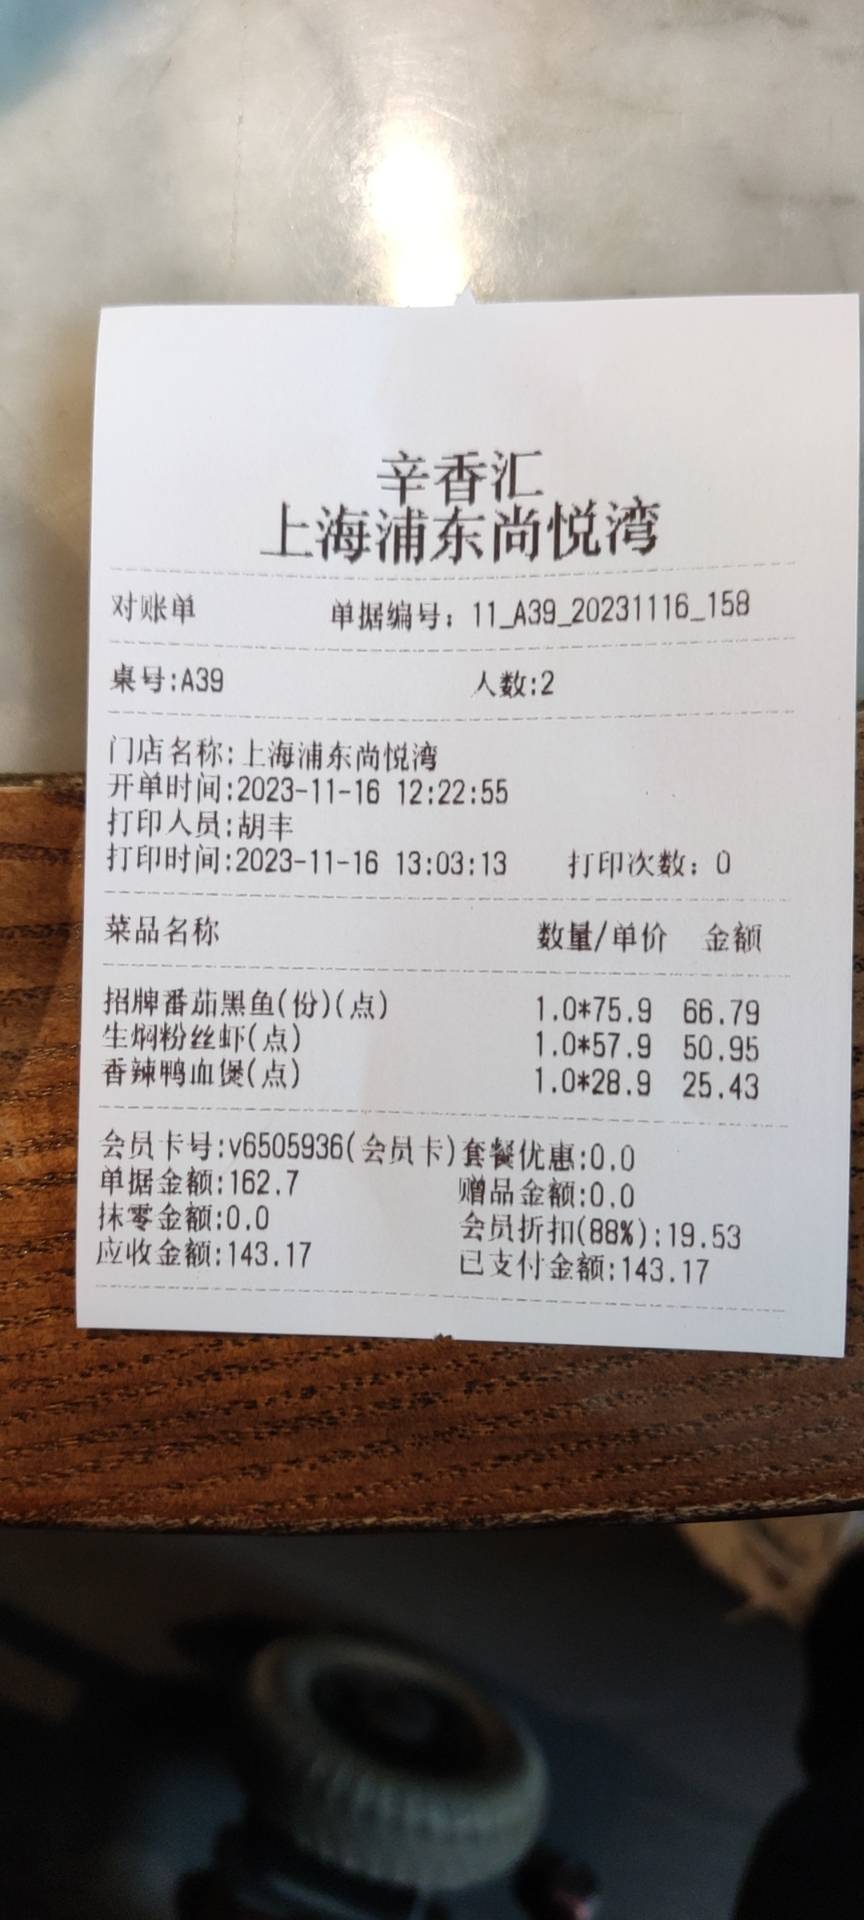 辛香汇
上海浦东尚悦湾
对账单 单据编号：11_A39_20231116_158
桌号:A39 人数:2
门店名称:上海浦东尚悦湾
开单时间:2023-11-16 12:22:55
打印人员:胡丰
打印时间:2023-11-16 13:03:13 打印次数：0
菜品名称 数量/单价 金额
招牌番茄黑鱼(份)(点) 1.0*75.9 66.79
生焖粉丝虾(点) 1.0*57.9 50.95
香辣鸭血煲(点) 1.0*28.9 25.43
会员卡号:v6505936(会员卡) 套餐优惠:0.0
单据金额:162.7 赠品金额:0.0
抹零金额:0.0 会员折扣(88%):19.53
应收金额:143.17 已支付金额:143.17